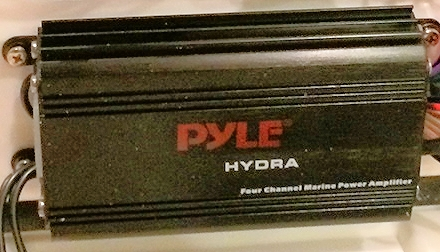 PYLE
HYDRA
Four Channel Marine Power Amplifier